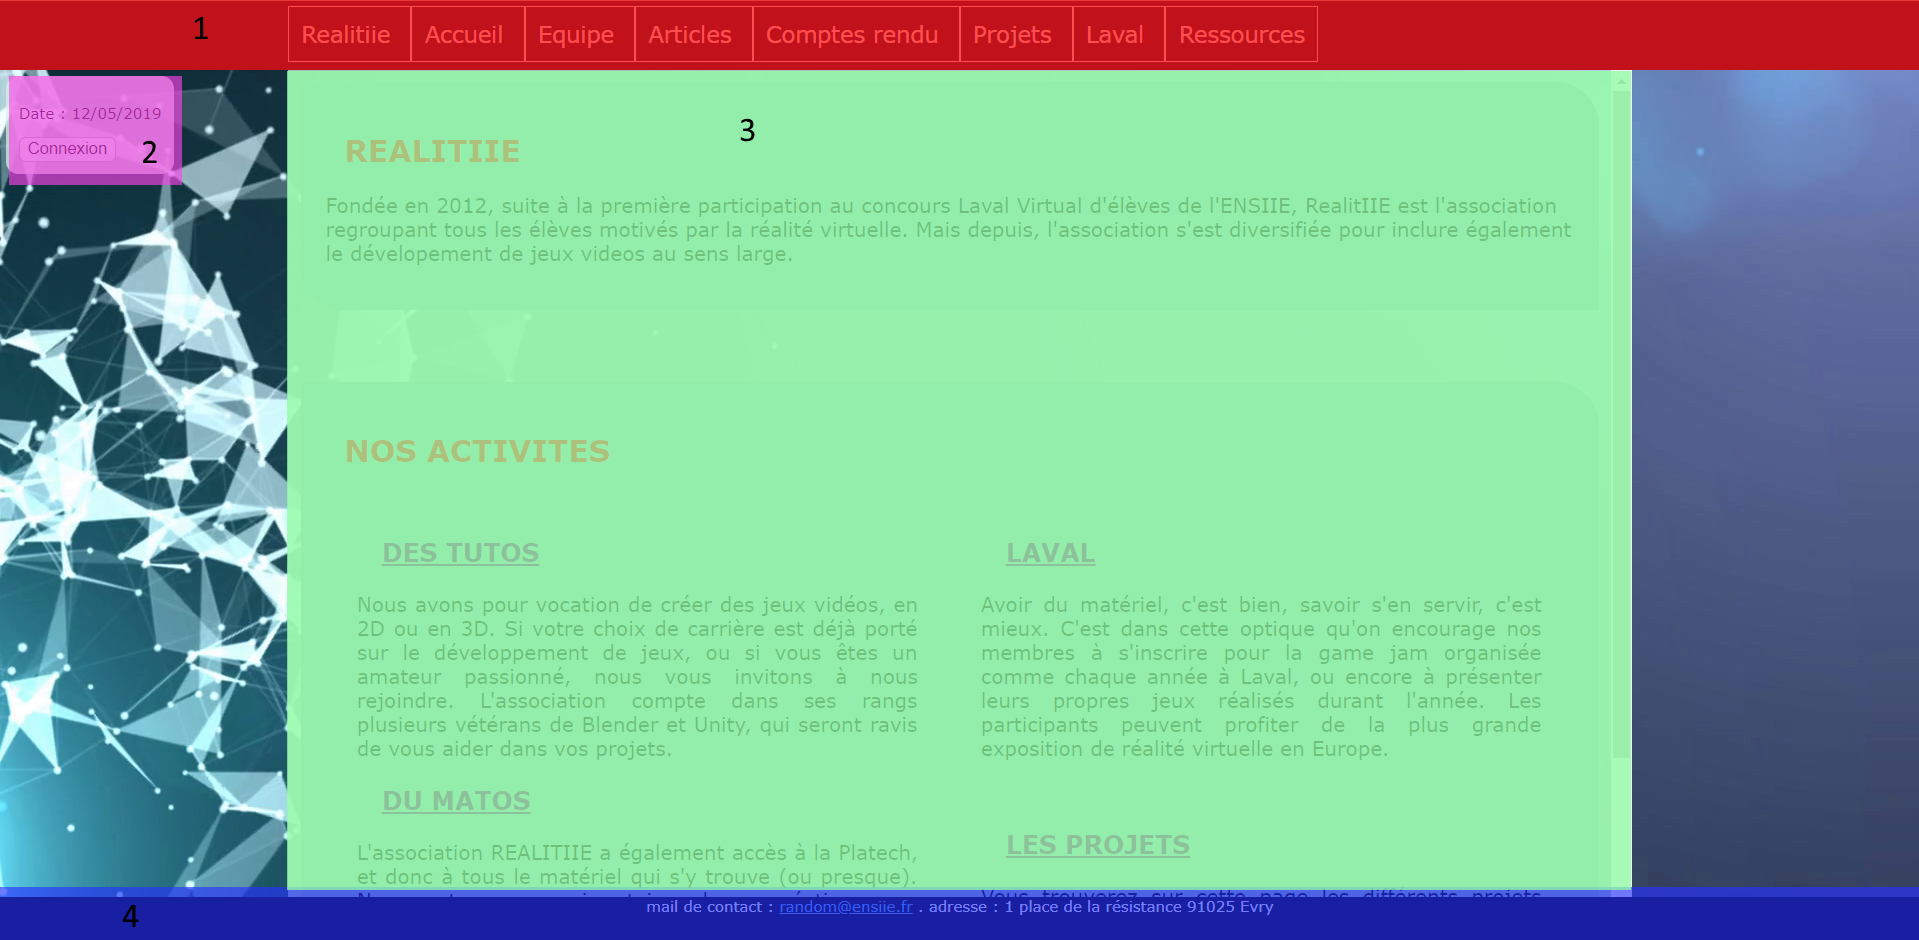 1
Realitiie Accueil Equipe Articles Comptes rendu Projets Laval Ressources
Date : 12/05/2019
Connexion
2
3
REALITIIE
Fondée en 2012, suite à la première participation au concours Laval Virtual d'élèves de l'ENSIIE, RealitIIE est l'association
regroupant tous les élèves motivés par la réalité virtuelle. Mais depuis, l'association s'est diversifiée pour inclure également
le dévelopement de jeux videos au sens large.
NOS ACTIVITES
DES TUTOS
Nous avons pour vocation de créer des jeux vidéos, en
2D ou en 3D. Si votre choix de carrière est déjà porté
sur le développement de jeux, ou si vous êtes un
amateur passionné, nous vous invitons à nous
rejoindre. L'association compte dans ses rangs
plusieurs vétérans de Blender et Unity, qui seront ravis
de vous aider dans vos projets.
DU MATOS
L'association REALITIIE a également accès à la Platech,
et donc à tous le matériel qui s'y trouve (ou presque).
LAVAL
Avoir du matériel, c'est bien, savoir s'en servir, c'est
mieux. C'est dans cette optique qu'on encourage nos
membres à s'inscrire pour la game jam organisée
comme chaque année à Laval, ou encore à présenter
leurs propres jeux réalisés durant l'année. Les
participants peuvent profiter de la plus grande
exposition de réalité virtuelle en Europe.
LES PROJETS
Vous trouverez sur cette page les différents projets
4
mail de contact : random@ensiie.fr . adresse : 1 place de la résistance 91025 Evry